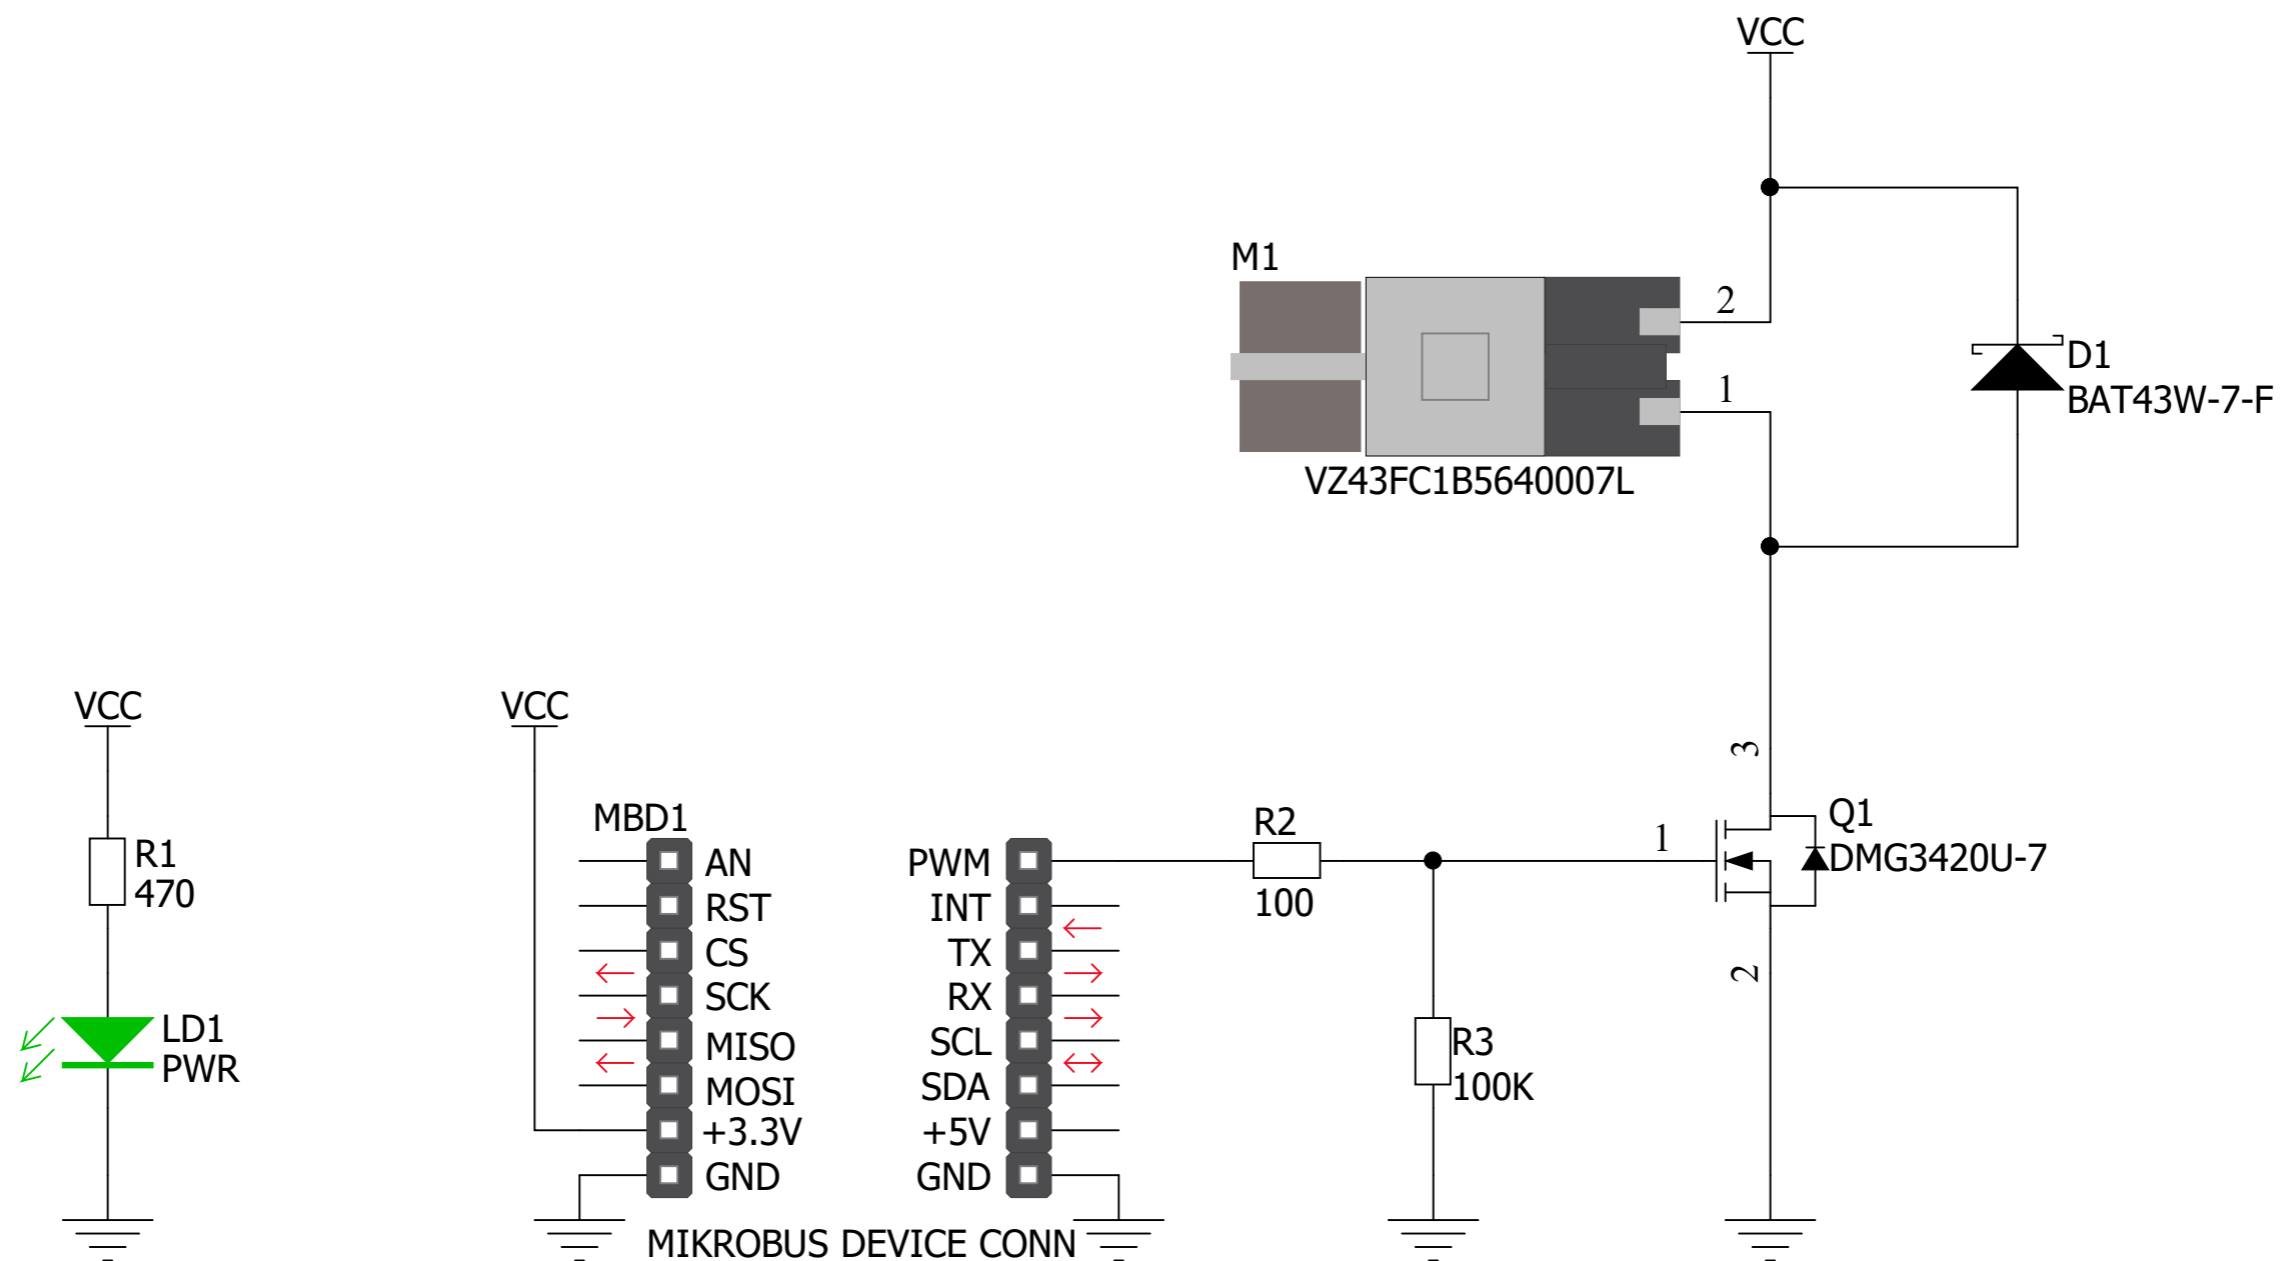 VCC
M1
2
1
VZ43FC1B5640007L
D1
BAT43W-7-F
VCC
R1
470
LD1
PWR
VCC
MBD1
AN
RST
CS
SCK
MISO
MOSI
+3.3V
GND
PWM
INT
TX
RX
SCL
SDA
+5V
GND
MIKROBUS DEVICE CONN
R2
100
R3
100K
1
3
2
Q1
DMG3420U-7